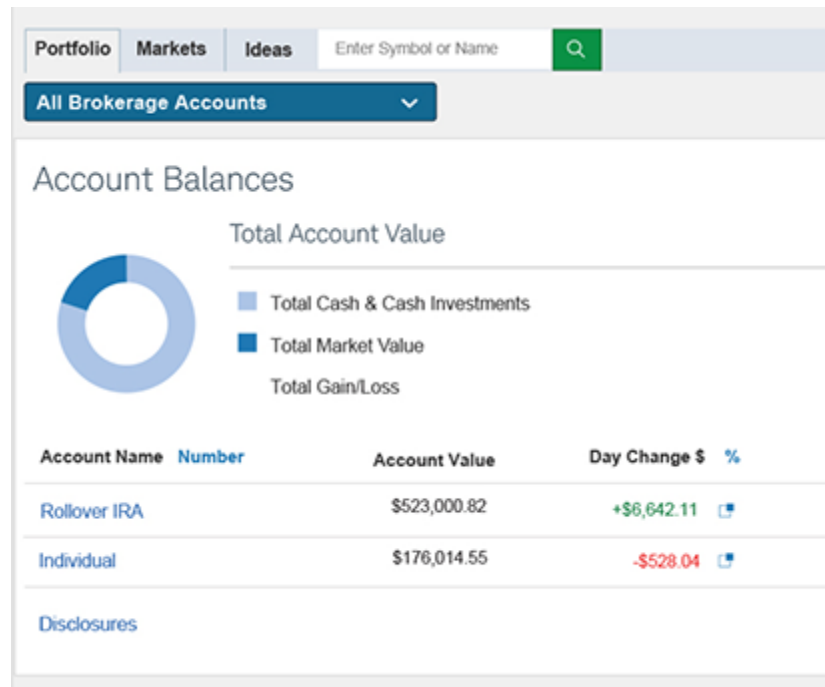 Portfolio Markets Ideas Enter Symbol or Name
All Brokerage Accounts
Account Balances
Total Account Value
Total Cash & Cash Investments
Total Market Value
Total Gain/Loss
Account Name Number Account Value Day Change $ %
Rollover IRA $523,000.82 +$6,642.11
Individual $176,014.55 -$528.04
Disclosures